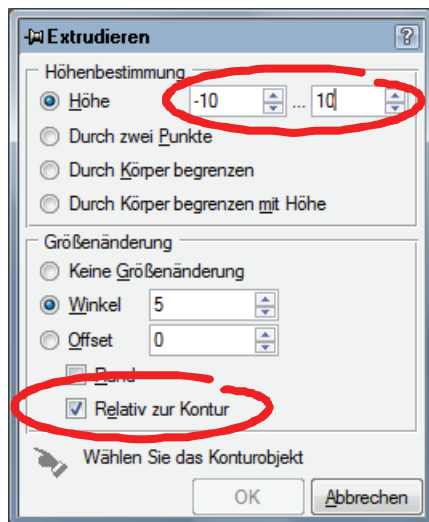 Extrudieren ?
Höhenbestimmung
Höhe -10 ... 10
Durch zwei Punkte
Durch Körper begrenzen
Durch Körper begrenzen mit Höhe
Größenänderung
Keine Größenänderung
Winkel 5
Offset 0
Rund
Relativ zur Kontur
Wählen Sie das Konturobjekt
OK Abbrechen